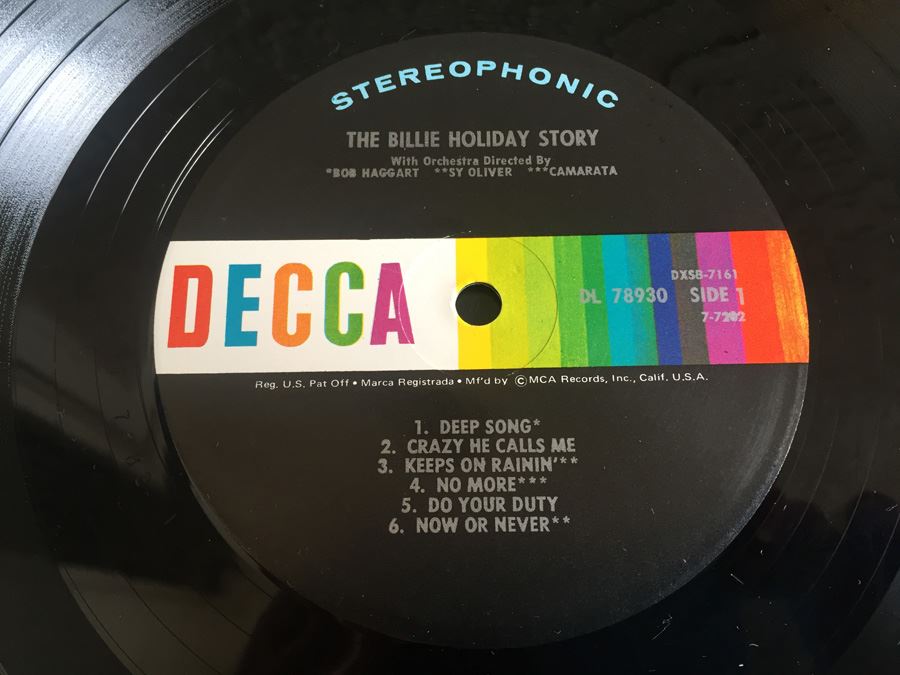 STEREOPHONIC
THE BILLIE HOLIDAY STORY
With Orchestra Directed By
*BOB HAGGART **SY OLIVER ***CAMARATA
DECCA
DXSB-7161
DL 78930 SIDE 1
7-7202
Reg. U.S. Pat Off • Marca Registrada • Mf'd by ©MCA Records, Inc., Calif. U.S.A.
1. DEEP SONG*
2. CRAZY HE CALLS ME
3. KEEPS ON RAININ'**
4. NO MORE***
5. DO YOUR DUTY
6. NOW OR NEVER**